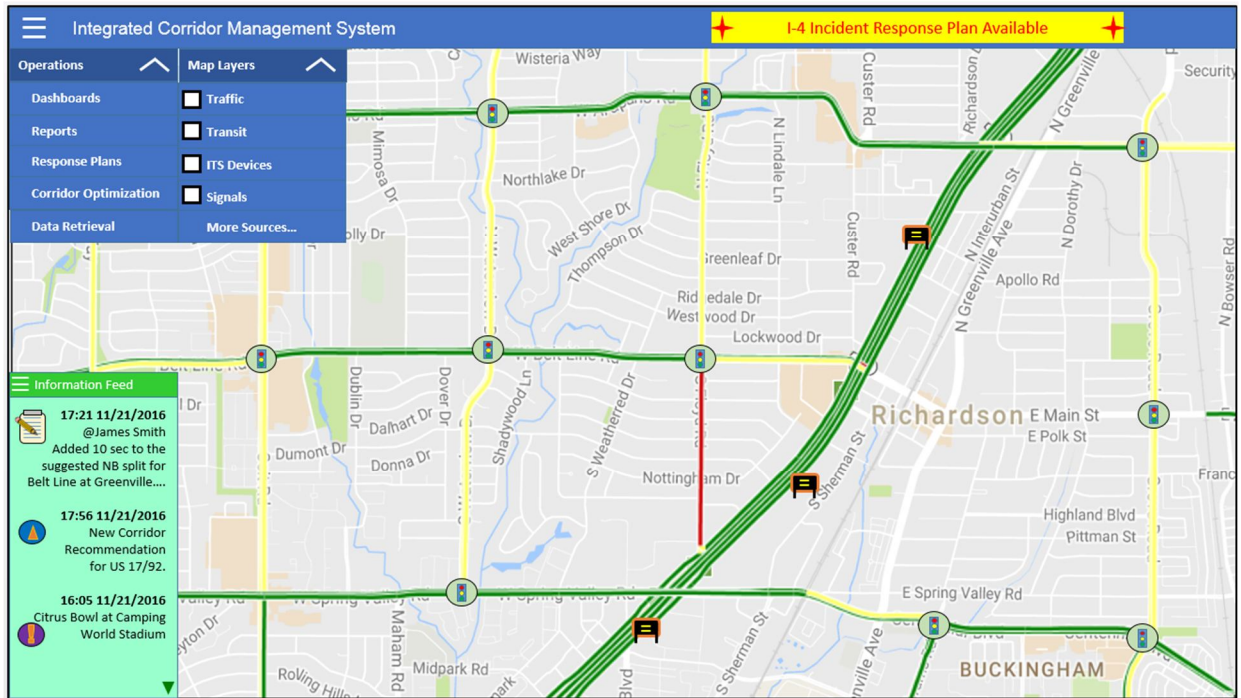 Integrated Corridor Management System
I-4 Incident Response Plan Available
Operations
Map Layers
Dashboards
Traffic
Reports
Transit
Response Plans
ITS Devices
Corridor Optimization
Signals
Data Retrieval
More Sources...
Wisteria Way
Custer Rd
Richardson
N Greenville
Security
Mimosa Dr
N Lindale Ln
Northlake Dr
West Shore Dr
Thompson Dr
Custer Rd
N Interurban St
N Greenville Ave
N Dorothy Dr
olly Dr
Greenleaf Dr
Apollo Rd
N Bowser Rd
Westwood Dr
Lockwood Dr
Information Feed
17:21 11/21/2016
@James Smith
Added 10 sec to the
suggested NB split for
Belt Line at Greenville....
17:56 11/21/2016
New Corridor
Recommendation
for US 17/92.
16:05 11/21/2016
Citrus Bowl at Camping
World Stadium
l Dr
Dublin Dr
Dover Dr
Shadywood Ln
S Weatherred Dr
Dalhart Dr
Dumont Dr
Donna Dr
Nottingham Dr
Richardson
E Main St
E Polk St
S Sherman St
Franc
Highland Blvd
Pittman St
E Spring Valley Rd
Maham Rd
Midpark Rd
Blvd
S Sherman St
BUCKINGHAM